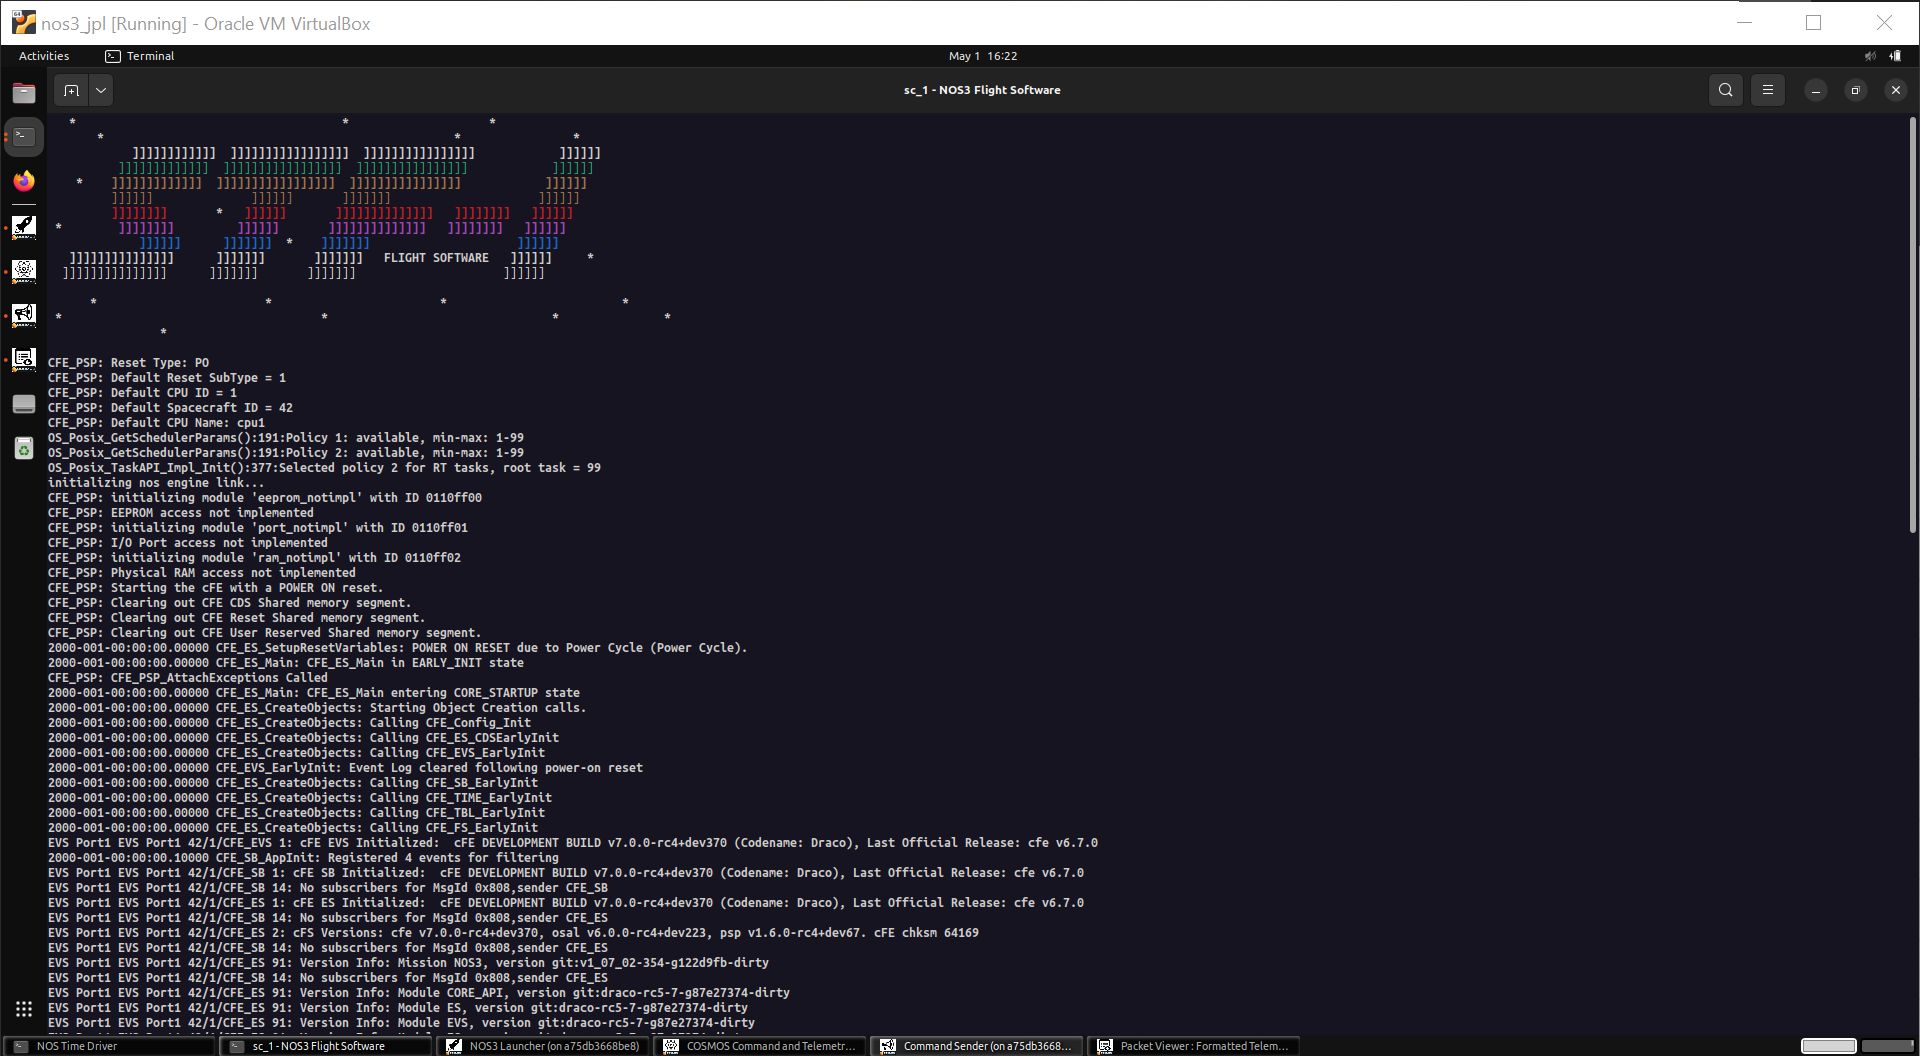 nos3_jpl [Running] - Oracle VM VirtualBox
Activities
Terminal
May 1 16:22
sc_1 - NOS3 Flight Software
FLIGHT SOFTWARE
CFE_PSP: Reset Type: PO
CFE_PSP: Default Reset SubType = 1
CFE_PSP: Default CPU ID = 1
CFE_PSP: Default Spacecraft ID = 42
CFE_PSP: Default CPU Name: cpu1
OS_Posix_GetSchedulerParams():191:Policy 1: available, min-max: 1-99
OS_Posix_GetSchedulerParams():191:Policy 2: available, min-max: 1-99
OS_Posix_TaskAPI_Impl_Init():377:Selected policy 2 for RT tasks, root task = 99
initializing nos engine link...
CFE_PSP: initializing module 'eeprom_notimpl' with ID 0110ff00
CFE_PSP: EEPROM access not implemented
CFE_PSP: initializing module 'port_notimpl' with ID 0110ff01
CFE_PSP: I/O Port access not implemented
CFE_PSP: initializing module 'ram_notimpl' with ID 0110ff02
CFE_PSP: Physical RAM access not implemented
CFE_PSP: Starting the cFE with a POWER ON reset.
CFE_PSP: Clearing out CFE CDS Shared memory segment.
CFE_PSP: Clearing out CFE Reset Shared memory segment.
CFE_PSP: Clearing out CFE User Reserved Shared memory segment.
2000-001-00:00:00.00000 CFE_ES_SetupResetVariables: POWER ON RESET due to Power Cycle (Power Cycle).
2000-001-00:00:00.00000 CFE_ES_Main: CFE_ES_Main in EARLY_INIT state
CFE_PSP: CFE_PSP_AttachExceptions Called
2000-001-00:00:00.00000 CFE_ES_Main: CFE_ES_Main entering CORE_STARTUP state
2000-001-00:00:00.00000 CFE_ES_CreateObjects: Starting Object Creation calls.
2000-001-00:00:00.00000 CFE_ES_CreateObjects: Calling CFE_Config_Init
2000-001-00:00:00.00000 CFE_ES_CreateObjects: Calling CFE_ES_CDSEarlyInit
2000-001-00:00:00.00000 CFE_ES_CreateObjects: Calling CFE_EVS_EarlyInit
2000-001-00:00:00.00000 CFE_EVS_EarlyInit: Event Log cleared following power-on reset
2000-001-00:00:00.00000 CFE_ES_CreateObjects: Calling CFE_SB_EarlyInit
2000-001-00:00:00.00000 CFE_ES_CreateObjects: Calling CFE_TIME_EarlyInit
2000-001-00:00:00.00000 CFE_ES_CreateObjects: Calling CFE_TBL_EarlyInit
2000-001-00:00:00.00000 CFE_ES_CreateObjects: Calling CFE_FS_EarlyInit
EVS Port1 EVS Port1 42/1/CFE_EVS 1: cFE EVS Initialized:  cFE DEVELOPMENT BUILD v7.0.0-rc4+dev370 (Codename: Draco), Last Official Release: cfe v6.7.0
2000-001-00:00:00.10000 CFE_SB_AppInit: Registered 4 events for filtering
EVS Port1 EVS Port1 42/1/CFE_SB 1: cFE SB Initialized:  cFE DEVELOPMENT BUILD v7.0.0-rc4+dev370 (Codename: Draco), Last Official Release: cfe v6.7.0
EVS Port1 EVS Port1 42/1/CFE_SB 14: No subscribers for MsgId 0x808,sender CFE_SB
EVS Port1 EVS Port1 42/1/CFE_ES 1: cFE ES Initialized:  cFE DEVELOPMENT BUILD v7.0.0-rc4+dev370 (Codename: Draco), Last Official Release: cfe v6.7.0
EVS Port1 EVS Port1 42/1/CFE_SB 14: No subscribers for MsgId 0x808,sender CFE_ES
EVS Port1 EVS Port1 42/1/CFE_ES 2: cFS Versions: cfe v7.0.0-rc4+dev370, osal v6.0.0-rc4+dev223, psp v1.6.0-rc4+dev67. cFE chksm 64169
EVS Port1 EVS Port1 42/1/CFE_SB 14: No subscribers for MsgId 0x808,sender CFE_ES
EVS Port1 EVS Port1 42/1/CFE_ES 91: Version Info: Mission NOS3, version git:v1_07_02-354-g122d9fb-dirty
EVS Port1 EVS Port1 42/1/CFE_SB 14: No subscribers for MsgId 0x808,sender CFE_ES
EVS Port1 EVS Port1 42/1/CFE_ES 91: Version Info: Module CORE_API, version git:draco-rc5-7-g87e27374-dirty
EVS Port1 EVS Port1 42/1/CFE_ES 91: Version Info: Module ES, version git:draco-rc5-7-g87e27374-dirty
EVS Port1 EVS Port1 42/1/CFE_ES 91: Version Info: Module EVS, version git:draco-rc5-7-g87e27374-dirty
NOS Time Driver
sc_1 - NOS3 Flight Software
NOS3 Launcher (on a75db3668be8)
COSMOS Command and Telemetr...
Command Sender (on a75db3668...
Packet Viewer : Formatted Telem...